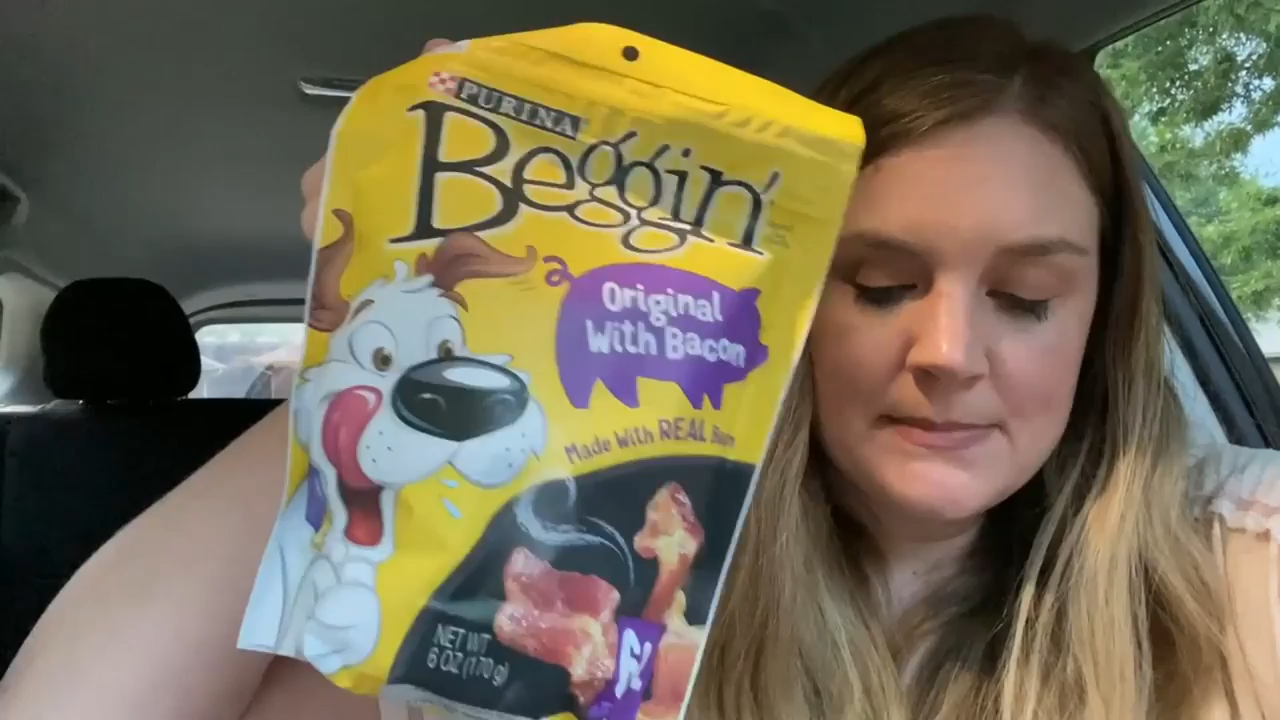 PURINA
Beggin'
Original
With Bacon
Made With REAL
NET WT
6 OZ (170 g)